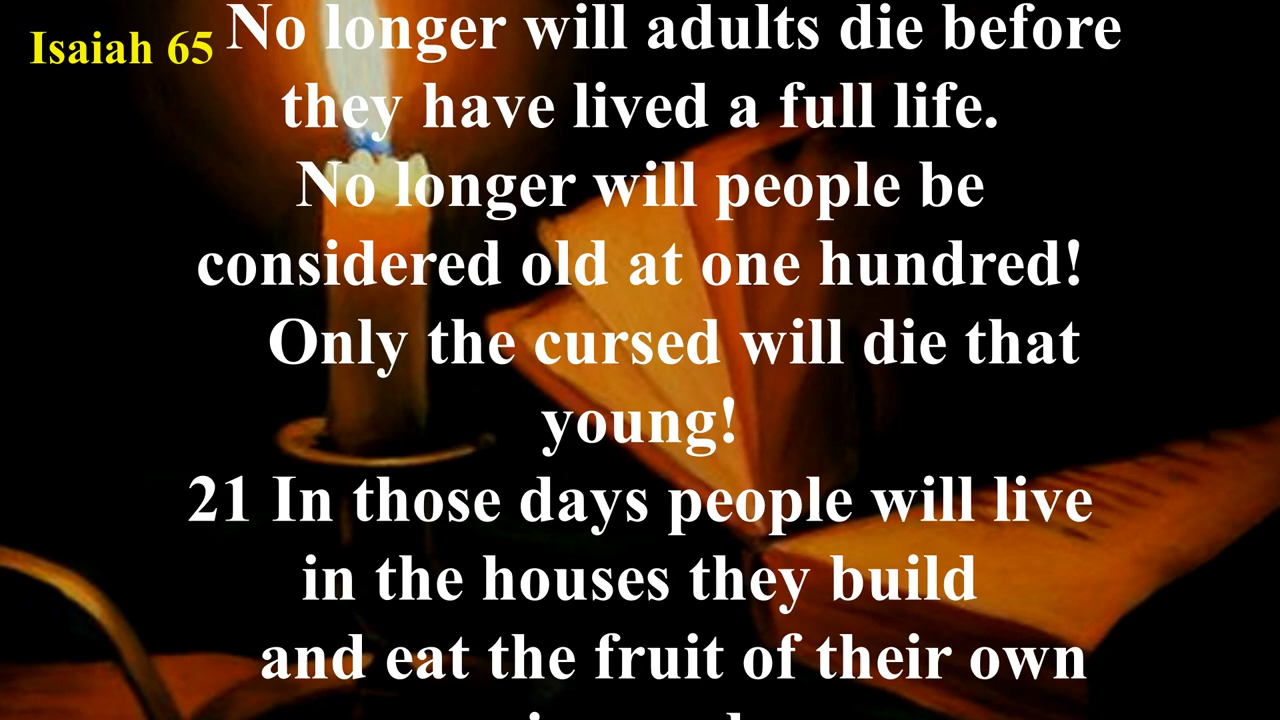 Isaiah 65
No longer will adults die before
they have lived a full life.
No longer will people be
considered old at one hundred!
Only the cursed will die that
young!
21 In those days people will live
in the houses they build
and eat the fruit of their own